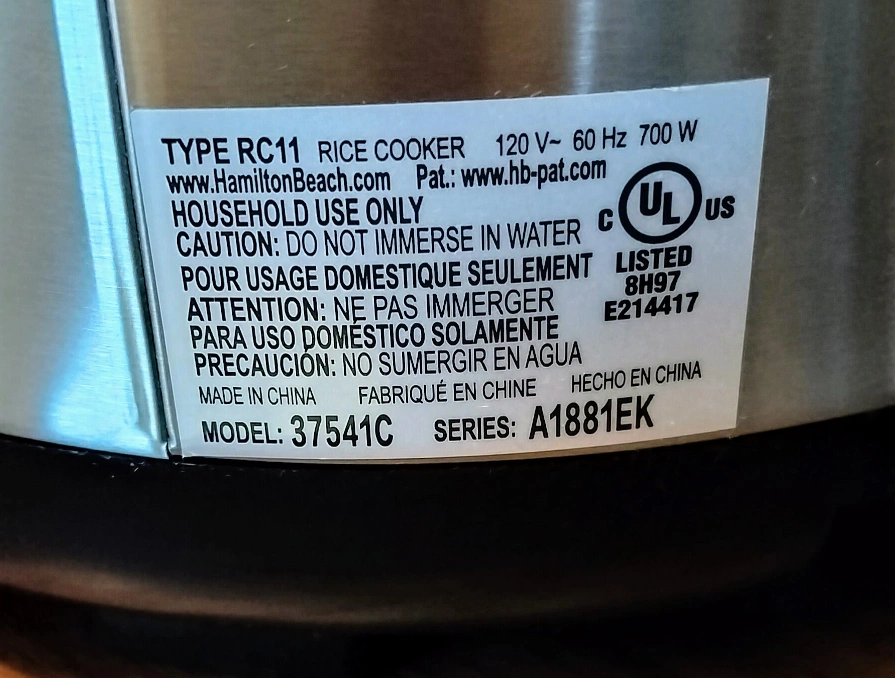 TYPE RC11 RICE COOKER 120 V~ 60 Hz 700 W
www.HamiltonBeach.com Pat.: www.hb-pat.com
HOUSEHOLD USE ONLY
CAUTION: DO NOT IMMERSE IN WATER
POUR USAGE DOMESTIQUE SEULEMENT
ATTENTION: NE PAS IMMERGER
PARA USO DOMÉSTICO SOLAMENTE
PRECAUCIÓN: NO SUMERGIR EN AGUA
C UL US
LISTED
8H97
E214417
MADE IN CHINA FABRIQUÉ EN CHINE HECHO EN CHINA
MODEL: 37541C SERIES: A1881EK